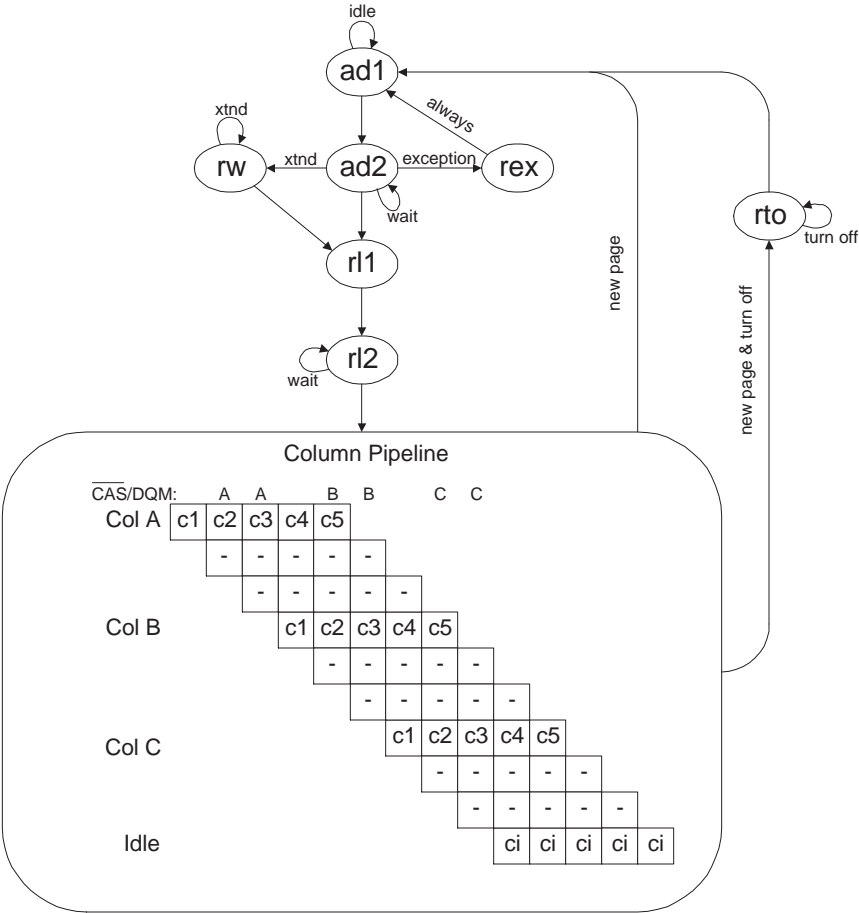 idle
ad1
always
xtnd
rw
xtnd
ad2
exception
rex
wait
rto
turn off
rl1
new page
new page & turn off
rl2
wait
Column Pipeline
CAS/DQM: A A B B C C
Col A c1 c2 c3 c4 c5
- - - - -
- - - - -
Col B c1 c2 c3 c4 c5
- - - - -
- - - - -
Col C c1 c2 c3 c4 c5
- - - - -
- - - - -
Idle ci ci ci ci ci